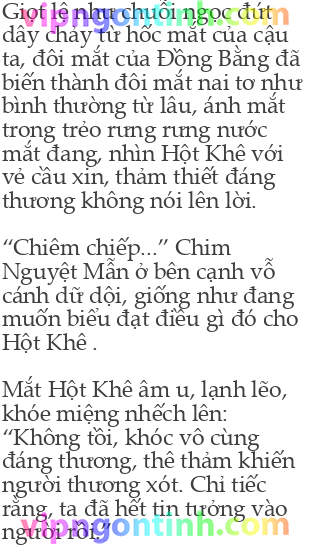 Giọt lệ như chuỗi ngọc đứt
dây chảy từ hốc mắt của cậu
ta, đôi mắt của Đồng Bằng đã
biến thành đôi mắt nai tơ như
bình thường từ lâu, ánh mắt
trong trẻo rưng rưng nước
mắt đang, nhìn Hột Khê với
vẻ cầu xin, thảm thiết đáng
thương không nói lên lời.
“Chiêm chiếp...” Chim
Nguyệt Mẫn ở bên cạnh vỗ
cánh dữ dội, giống như đang
muốn biểu đạt điều gì đó cho
Hột Khê .
Mắt Hột Khê âm u, lạnh lẽo,
khóe miệng nhếch lên:
“Không tồi, khóc vô cùng
đáng thương, thê thảm khiến
người thương xót. Chỉ tiếc
rằng, ta đã hết tin tưởng vào
người rồi.”
vipngontinh.com
vipngontinh.com